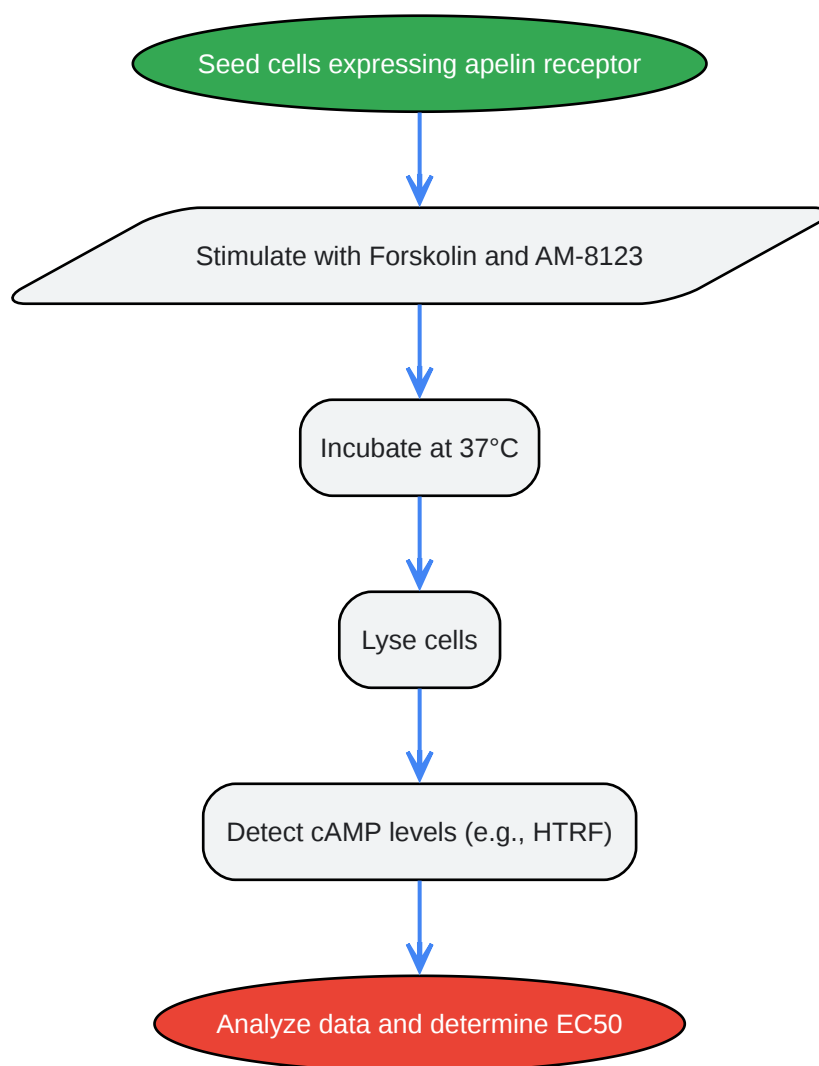 Seed cells expressing apelin receptor
Stimulate with Forskolin and AM-8123
Incubate at 37°C
Lyse cells
Detect cAMP levels (e.g., HTRF)
Analyze data and determine EC50